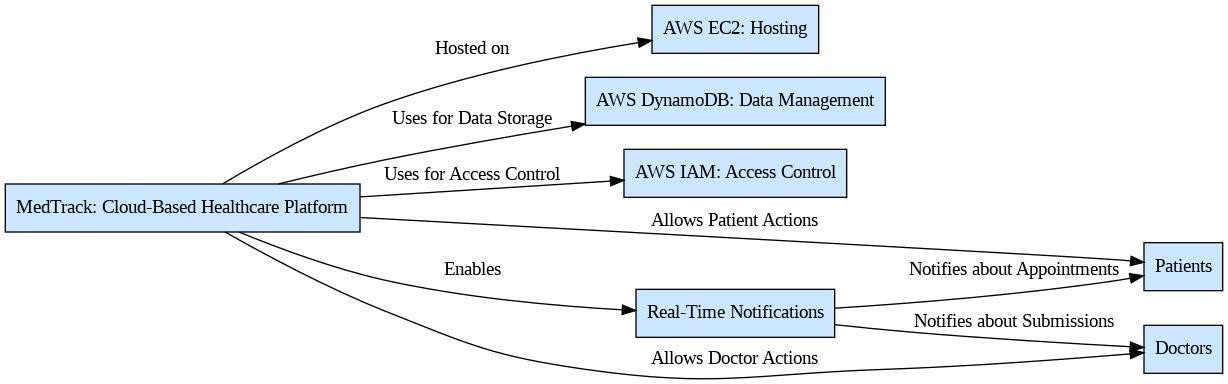 AWS EC2: Hosting
Hosted on
AWS DynamoDB: Data Management
Uses for Data Storage
AWS IAM: Access Control
Uses for Access Control
MedTrack: Cloud-Based Healthcare Platform
Allows Patient Actions
Patients
Enables
Notifies about Appointments
Real-Time Notifications
Notifies about Submissions
Doctors
Allows Doctor Actions